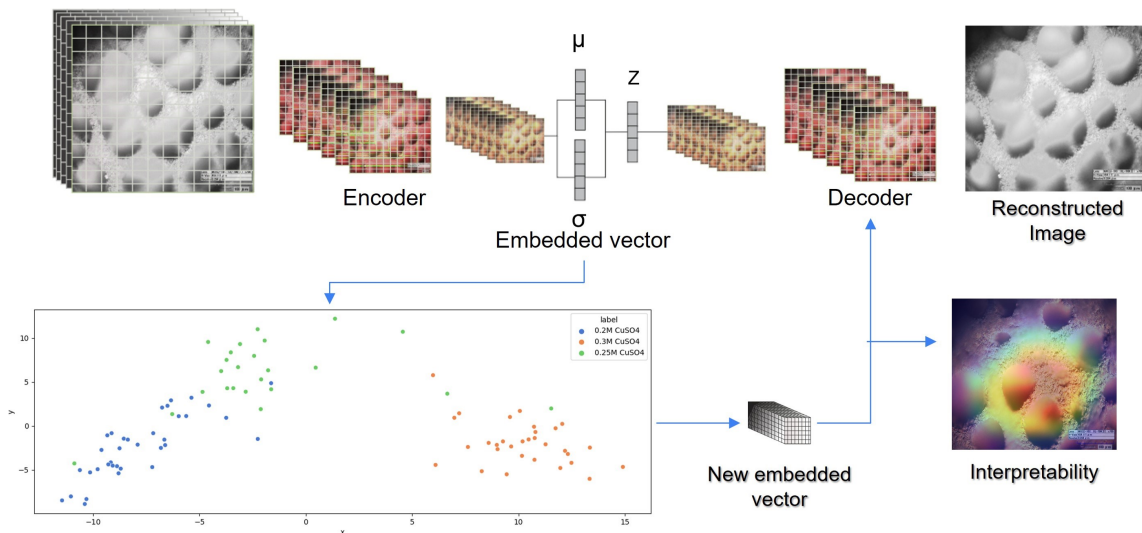 μ
Z
Encoder
σ
Embedded vector
Decoder
Reconstructed
Image
label
0.2M CuSO4
0.3M CuSO4
0.25M CuSO4
10
5
0
−5
y
−10
−5
0
5
10
15
x
New embedded
vector
Interpretability